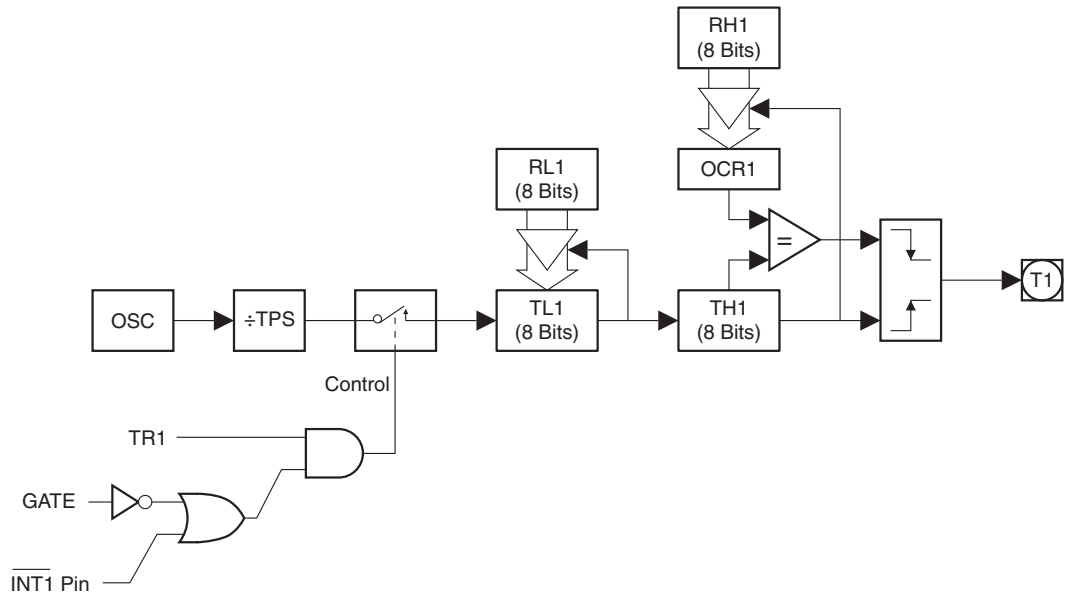 RH1
(8 Bits)
RL1
(8 Bits)
OCR1
=
OSC
÷TPS
TL1
(8 Bits)
TH1
(8 Bits)
T1
Control
TR1
GATE
INT1 Pin